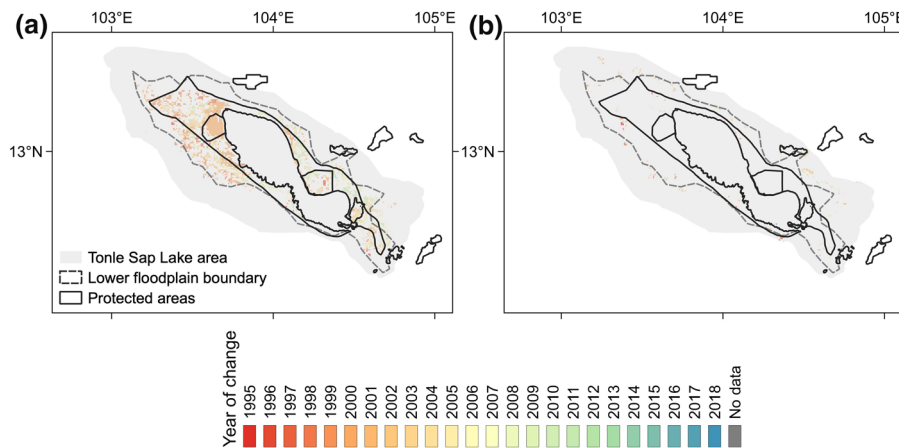 (a)
103°E 104°E 105°E
13°N
Tonle Sap Lake area
Lower floodplain boundary
Protected areas
(b)
103°E 104°E 105°E
13°N
Year of change
1995
1996
1997
1998
1999
2000
2001
2002
2003
2004
2005
2006
2007
2008
2009
2010
2011
2012
2013
2014
2015
2016
2017
2018
No data